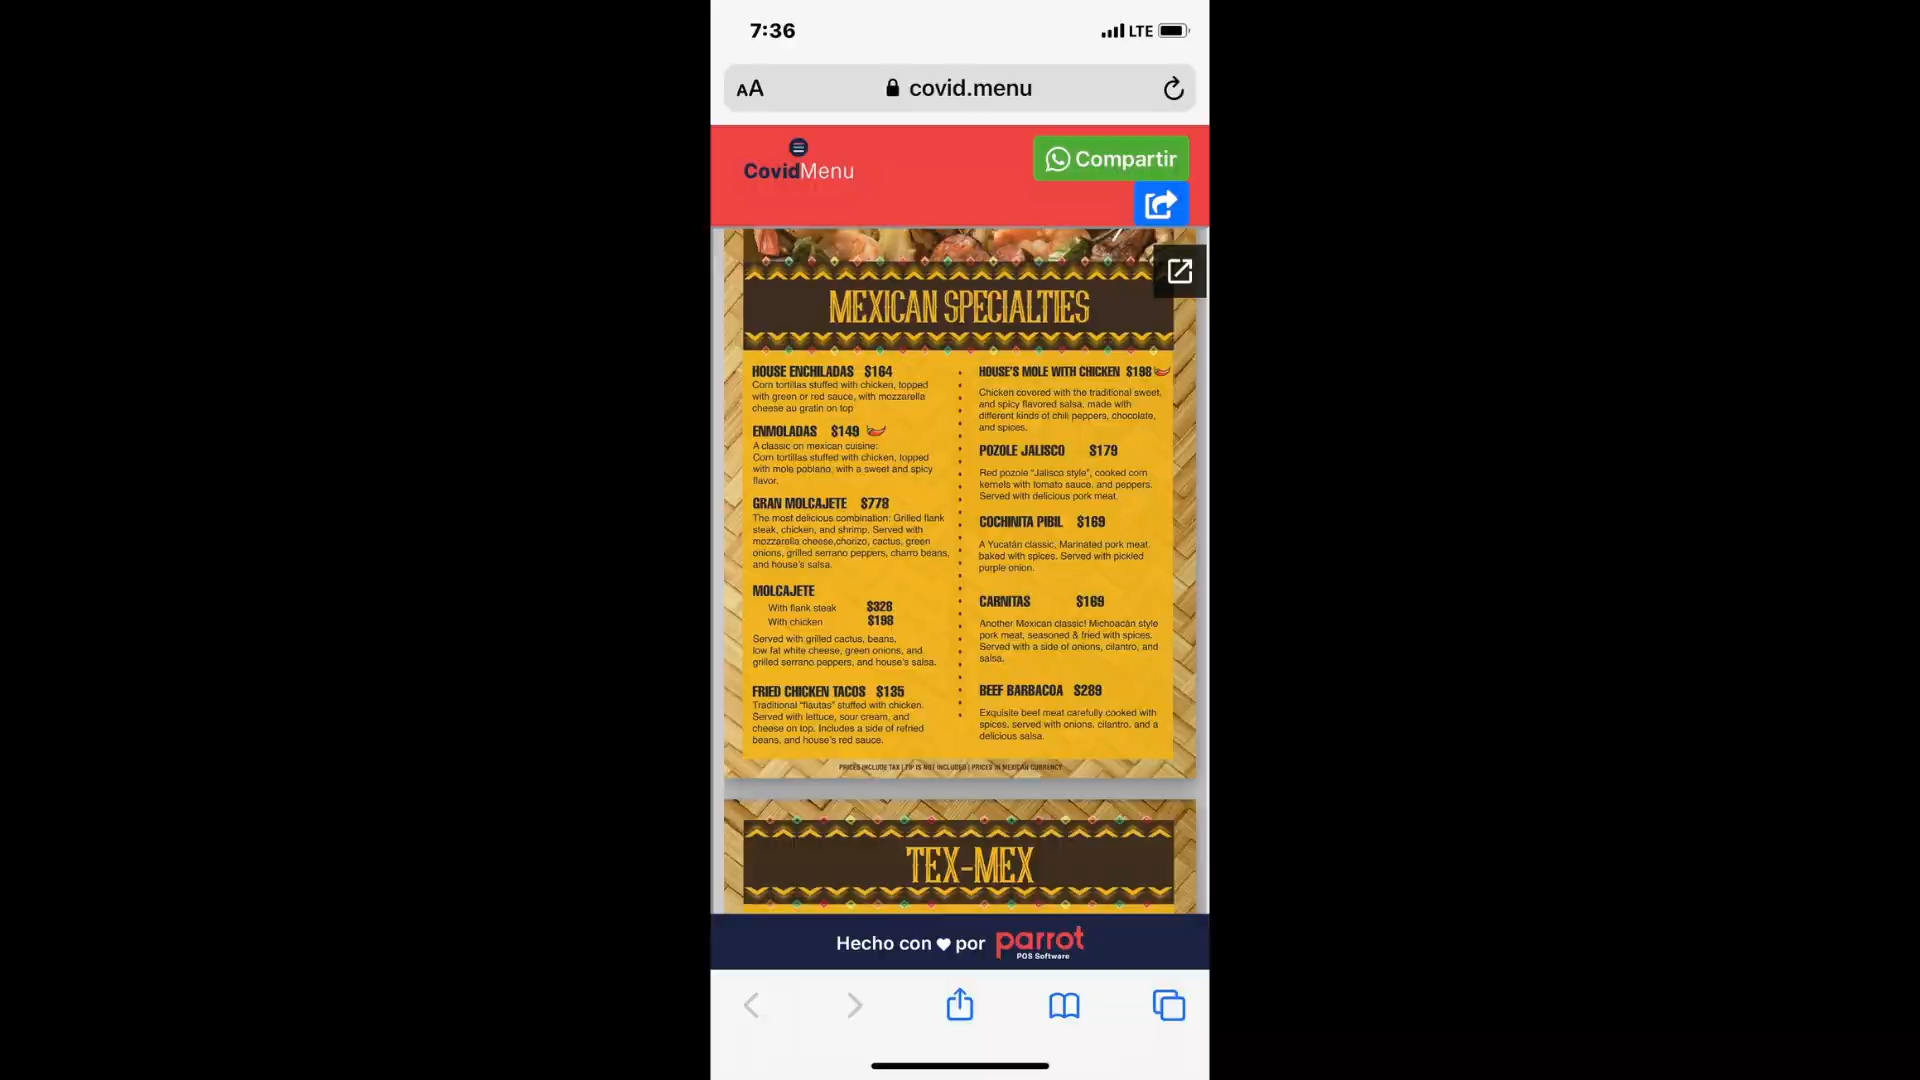 7:36
LTE
AA
covid.menu
CovidMenu
Compartir
MEXICAN SPECIALTIES
HOUSE ENCHILADAS $164
Corn tortillas stuffed with chicken, topped
with green or red sauce, with mozzarella
cheese au gratin on top
ENMOLADAS $149
A classic on mexican cuisine:
Corn tortillas stuffed with chicken, topped
with mole poblano, with a sweet and spicy
flavor.
GRAN MOLCAJETE $778
The most delicious combination: Grilled flank
steak, chicken, and shrimp. Served with
mozzarella cheese,chorizo, cactus, green
onions, grilled serrano peppers, charro beans,
and house's salsa.
MOLCAJETE
With flank steak $328
With chicken $198
Served with grilled cactus, beans,
low fat white cheese, green onions, and
grilled serrano peppers, and house's salsa.
FRIED CHICKEN TACOS $135
Traditional "flautas" stuffed with chicken.
Served with lettuce, sour cream, and
cheese on top. Includes a side of refried
beans, and house's red sauce.
HOUSE'S MOLE WITH CHICKEN $198
Chicken covered with the traditional sweet,
and spicy flavored salsa, made with
different kinds of chili peppers, chocolate,
and spices.
POZOLE JALISCO $179
Red pozole "Jalisco style", cooked corn
kernels with tomato sauce, and peppers.
Served with delicious pork meat.
COCHINITA PIBIL $169
A Yucatán classic, Marinated pork meat,
baked with spices. Served with pickled
purple onion.
CARNITAS $169
Another Mexican classic! Michoacán style
pork meat, seasoned & fried with spices.
Served with a side of onions, cilantro, and
salsa.
BEEF BARBACOA $289
Exquisite beef meat carefully cooked with
spices, served with onions, cilantro, and a
delicious salsa.
PRICES INCLUDE TAX | TIP IS NOT INCLUDED | PRICES IN MEXICAN CURRENCY
TEX-MEX
Hecho con por parrot
POS Software